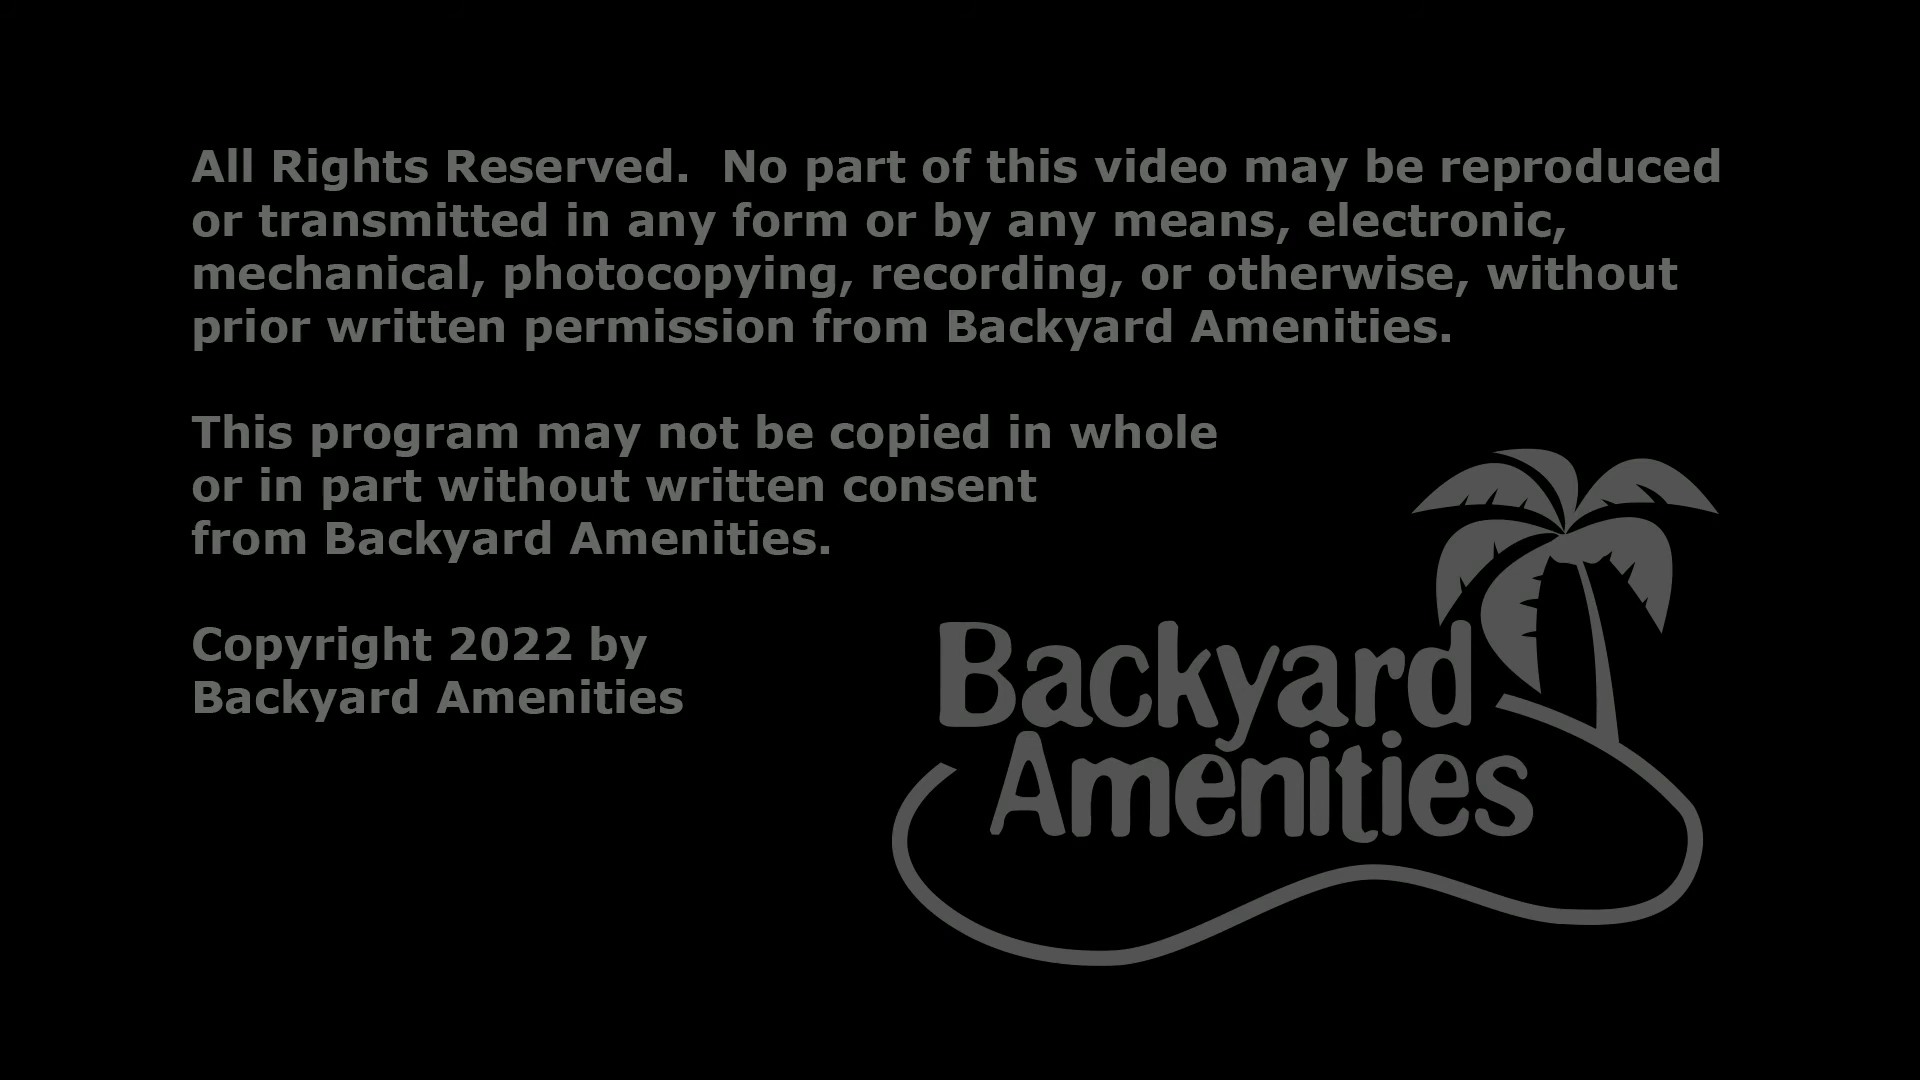 All Rights Reserved.  No part of this video may be reproduced
or transmitted in any form or by any means, electronic,
mechanical, photocopying, recording, or otherwise, without
prior written permission from Backyard Amenities.
This program may not be copied in whole
or in part without written consent
from Backyard Amenities.
Copyright 2022 by
Backyard Amenities
Backyard
Amenities